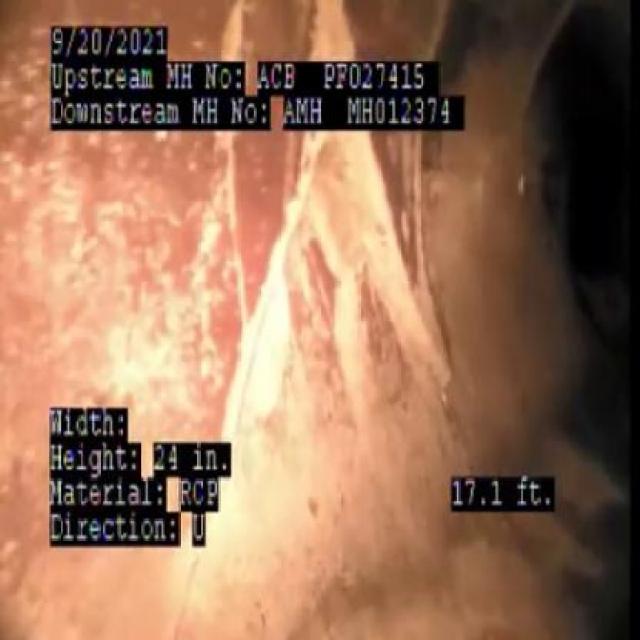 9/20/2021
Upstream MH No: ACB PF027415
Downstream MH No: AMH MH012374
Width:
Height: 24 in.
Material: RCP
17.1 ft.
Direction: U